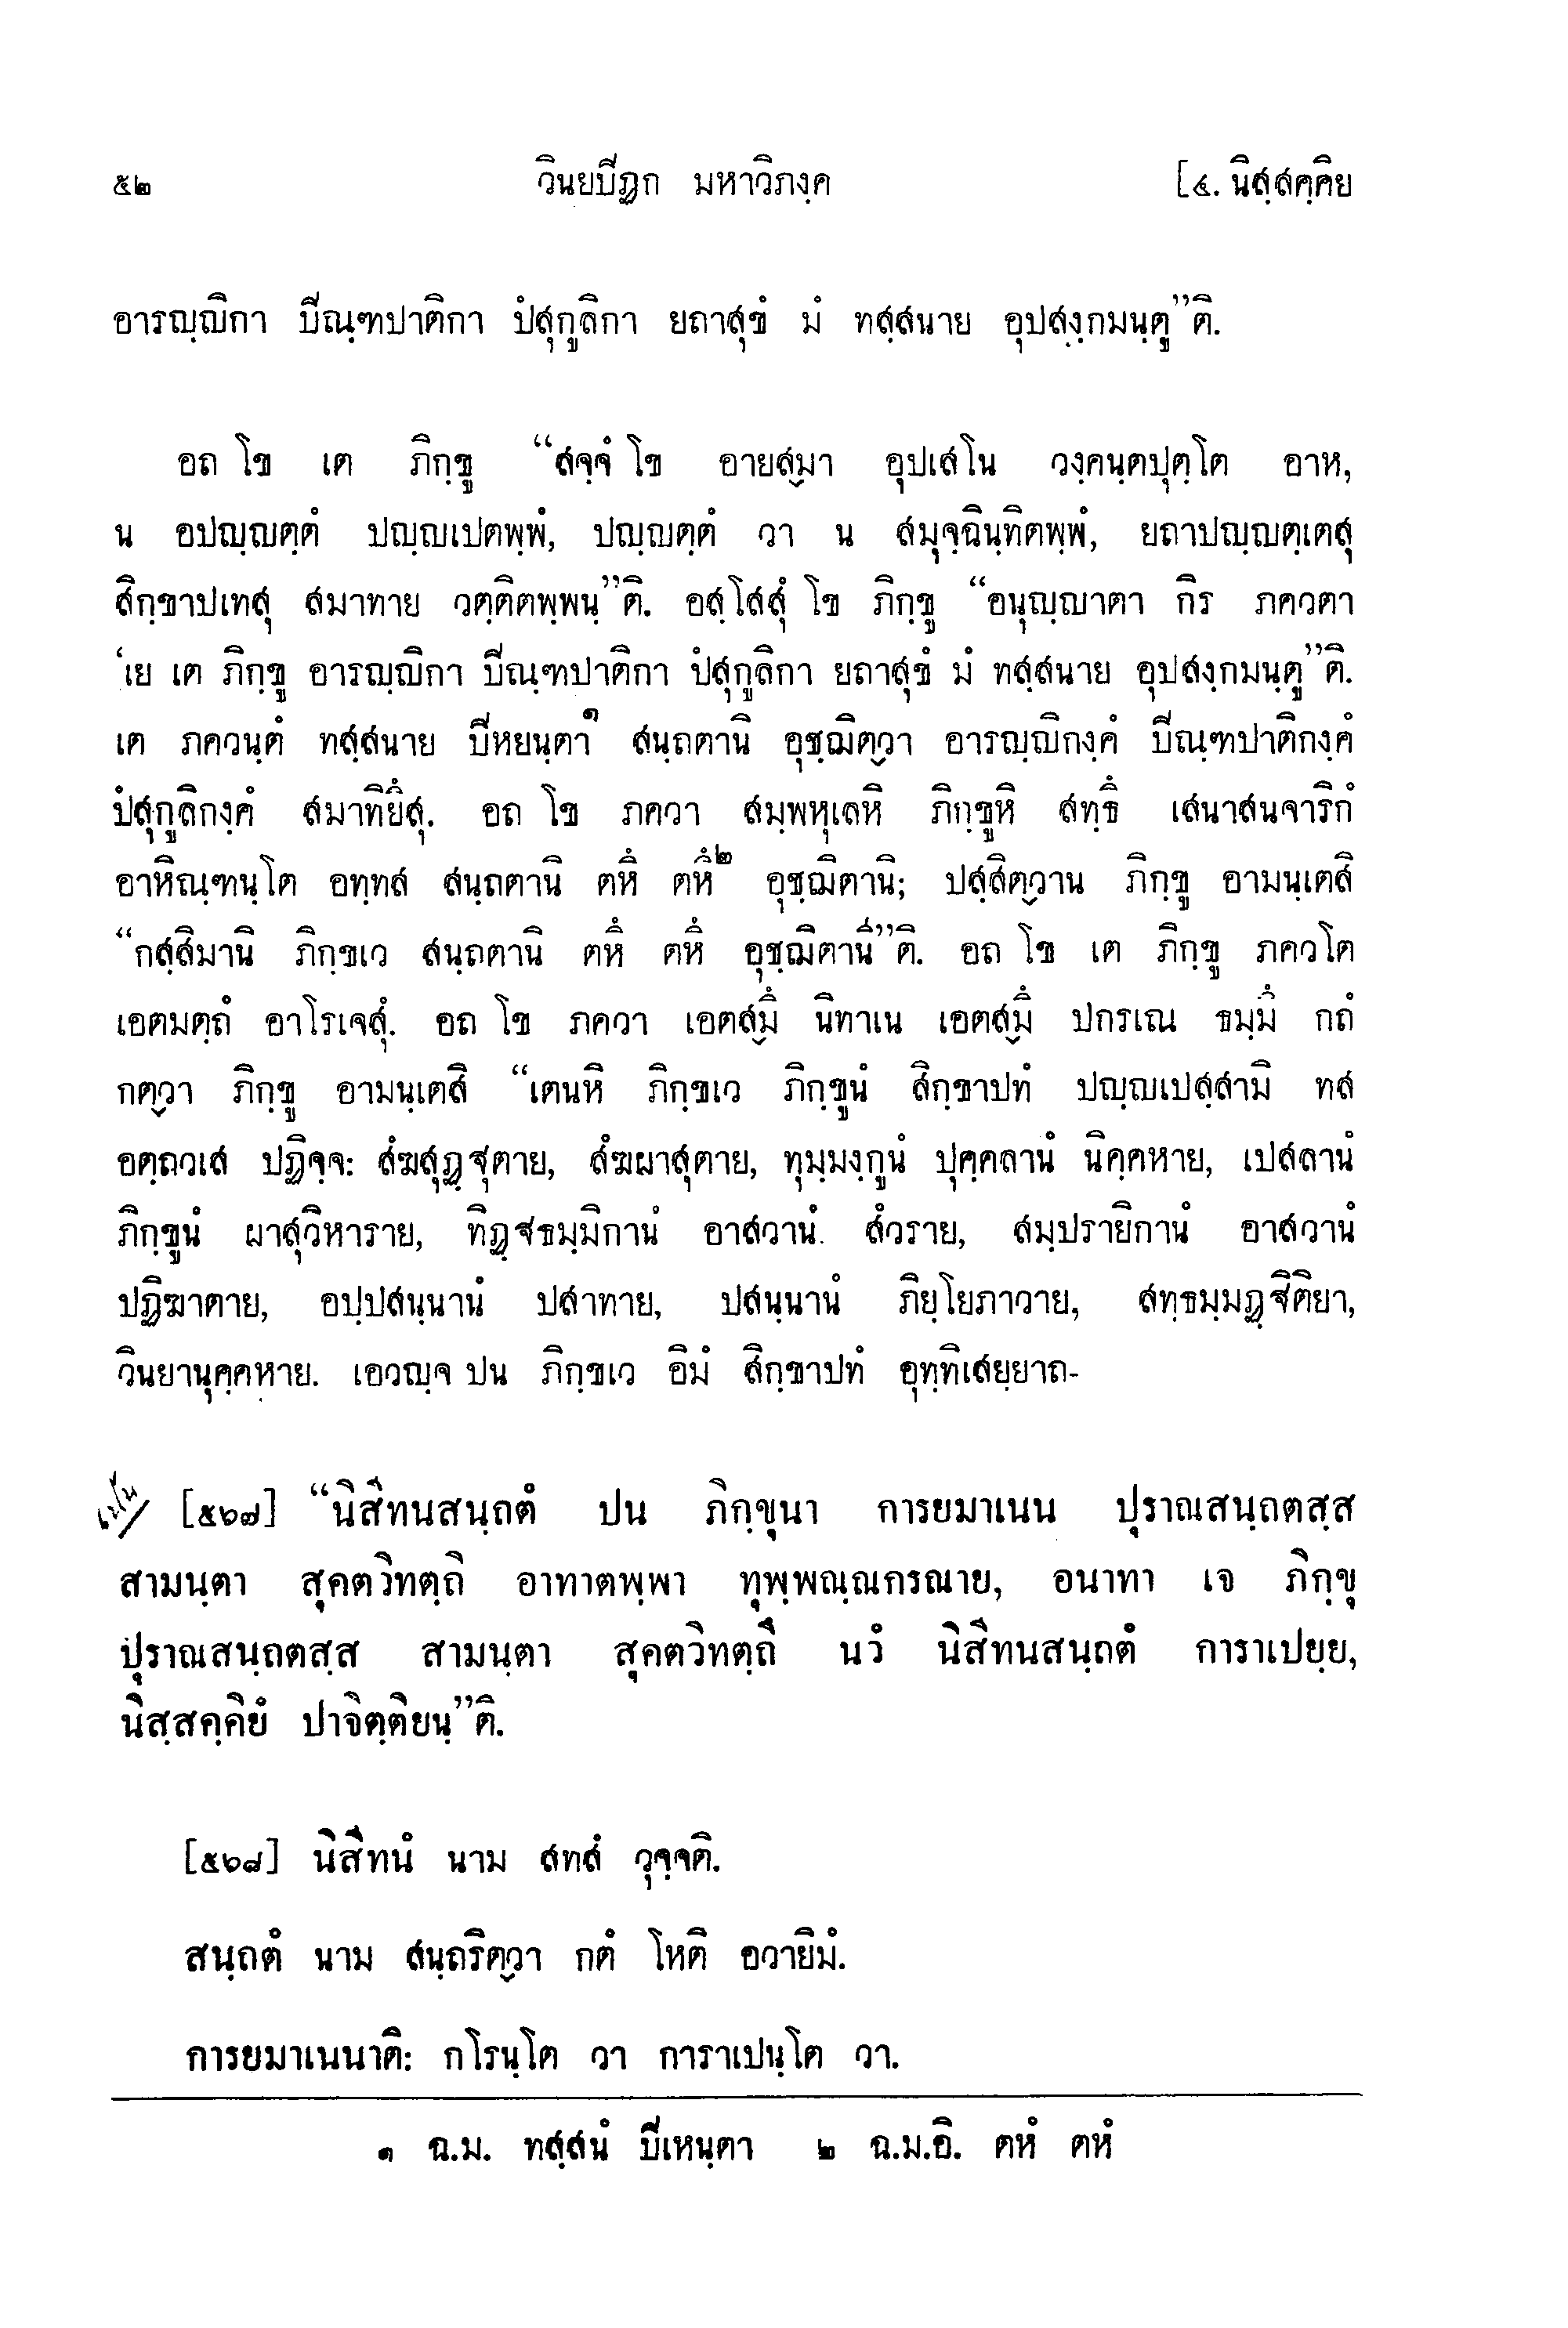 ๕๒ วินยปิฏก มหาวิภงฺค [๔. นิสฺสคฺคิย
อารญฺญิกา ปิณฺฑปาติกา ปํสุกูลิกา ยถาสุขํ มํ ทสฺสนาย อุปสงฺกมนฺตู”ติ.
อถ โข เต ภิกฺขู “สจฺจํ โข อายสฺมา อุปเสโน วงฺคนฺตปุตฺโต อาห,
น อปญฺญตฺตํ ปญฺญเปตพฺพํ, ปญฺญตฺตํ วา น สมุจฺฉินฺทิตพฺพํ, ยถาปญฺญตฺเตสุ
สิกฺขาปเทสุ สมาทาย วตฺติตพฺพนฺ”ติ. อสฺโสสุํ โข ภิกฺขู “อนุญฺญาตา กิร ภควตา
‘เย เต ภิกฺขู อารญฺญิกา ปิณฺฑปาติกา ปํสุกูลิกา ยถาสุขํ มํ ทสฺสนาย อุปสงฺกมนฺตู”ติ.
เต ภควนฺตํ ทสฺสนาย ปิหยนฺตา๑ สนฺถตานิ อุชฺฌิตฺวา อารญฺญิกงฺคํ ปิณฺฑปาติกงฺคํ
ปํสุกูลิกงฺคํ สมาทิยึสุ. อถ โข ภควา สมฺพหุเลหิ ภิกฺขูหิ สทฺธึ เสนาสนจาริกํ
อาหิณฺฑนฺโต อทฺทส สนฺถตานิ ตหึ ตหึ๒ อุชฺฌิตานิ; ปสฺสิตฺวาน ภิกฺขู อามนฺเตสิ
“กสฺสิมานิ ภิกฺขเว สนฺถตานิ ตหึ ตหึ อุชฺฌิตานี”ติ. อถ โข เต ภิกฺขู ภควโต
เอตมตฺถํ อาโรเจสุํ. อถ โข ภควา เอตสฺมึ นิทาเน เอตสฺมึ ปกรเณ ธมฺมึ กถํ
กตฺวา ภิกฺขู อามนฺเตสิ “เตนหิ ภิกฺขเว ภิกฺขูนํ สิกฺขาปทํ ปญฺญเปสฺสามิ ทส
อตฺถวเส ปฏิจฺจ: สํฆสุฏฺฐุตาย, สํฆผาสุตาย, ทุมฺมงฺกูนํ ปุคฺคลานํ นิคฺคหาย, เปสลานํ
ภิกฺขูนํ ผาสุวิหาราย, ทิฏฺฐธมฺมิกานํ อาสวานํ สํวราย, สมฺปรายิกานํ อาสวานํ
ปฏิฆาตาย, อปฺปสนฺนานํ ปสาทาย, ปสนฺนานํ ภิยฺโยภาวาย, สทฺธมฺมฏฺฐิติยา,
วินยานุคฺคหาย. เอวญฺจ ปน ภิกฺขเว อิมํ สิกฺขาปทํ อุทฺทิเสยฺยาถ-
[๕๖๗] “นิสีทนสนฺถตํ ปน ภิกฺขุนา การยมาเนน ปุราณสนฺถตสฺส
สามนฺตา สุคตวิทตฺถิ อาทาตพฺพา ทุพฺพณฺณกรณาย, อนาทา เจ ภิกฺขุ
ปุราณสนฺถตสฺส สามนฺตา สุคตวิทตฺถึ นวํ นิสีทนสนฺถตํ การาเปยฺย,
นิสฺสคฺคิยํ ปาจิตฺติยนฺ”ติ.
[๕๖๘] นิสีทนํ นาม สทสํ วุจฺจติ.
สนฺถตํ นาม สนฺถริตฺวา กตํ โหติ อวายิมํ.
การยมาเนนาติ: กโรนฺโต วา การาเปนฺโต วา.
๑ ฉ.ม. ทสฺสนํ ปิเหนฺตา ๒ ฉ.ม.อิ. ตหํ ตหํ